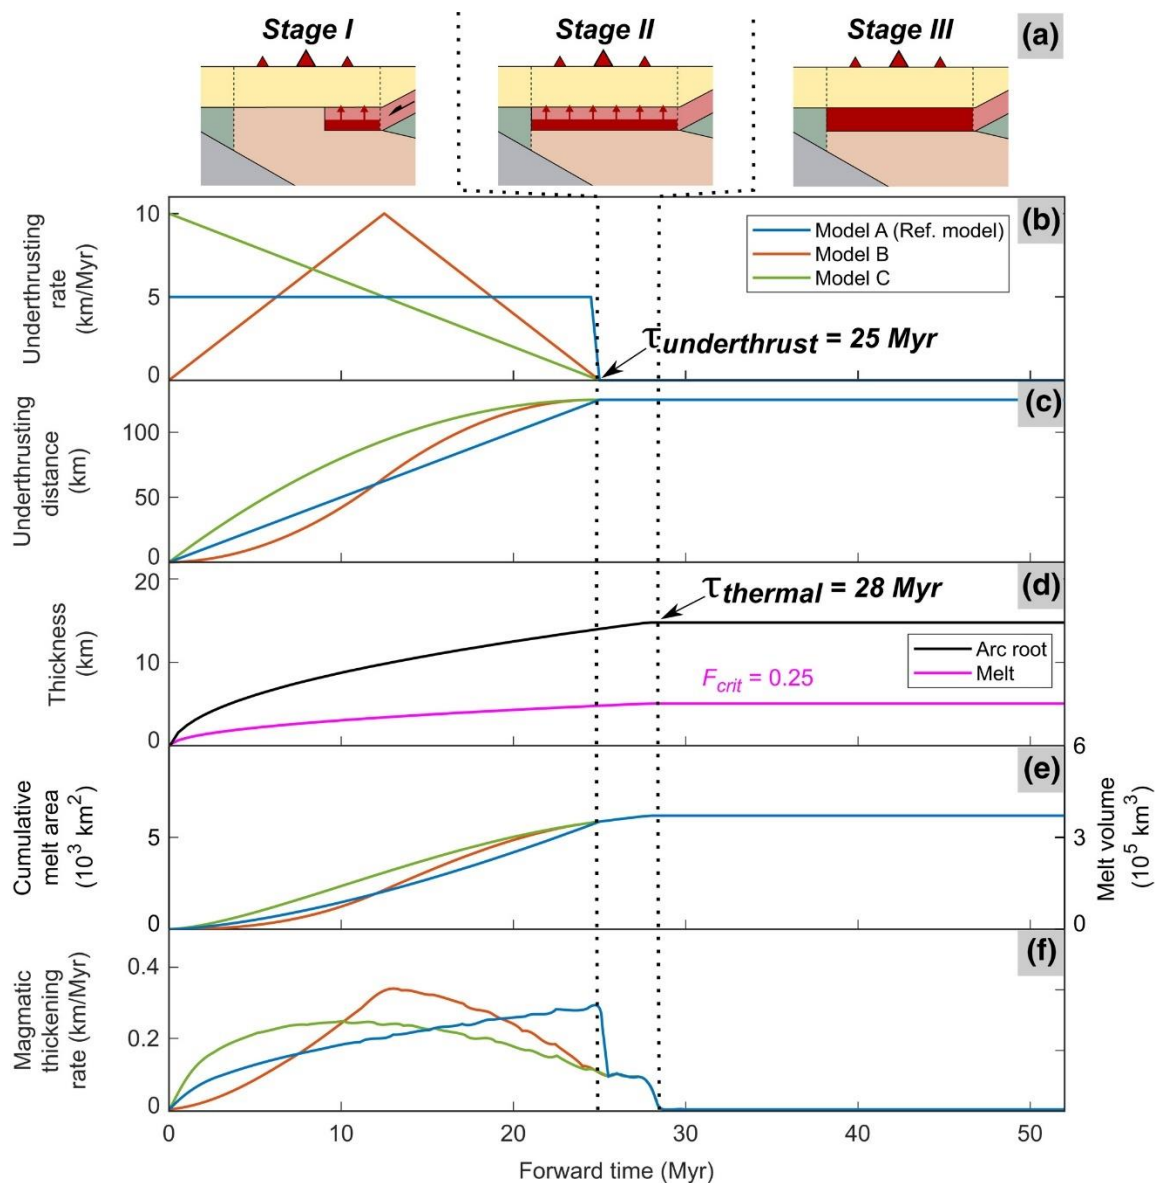 Stage I
Stage II
Stage III
(a)
Underthrusting
rate
(km/Myr)
10
5
0
(b)
Model A (Ref. model)
Model B
Model C
τunderthrust = 25 Myr
Underthrusting
distance
(km)
100
50
0
(c)
Thickness
(km)
20
10
0
(d)
τthermal = 28 Myr
Fcrit = 0.25
Arc root
Melt
Cumulative
melt area
(10³ km²)
5
0
(e)
6
3
0
Melt volume
(10⁵ km³)
Magmatic
thickening
rate (km/Myr)
0.4
0.2
0
(f)
0 10 20 30 40 50
Forward time (Myr)